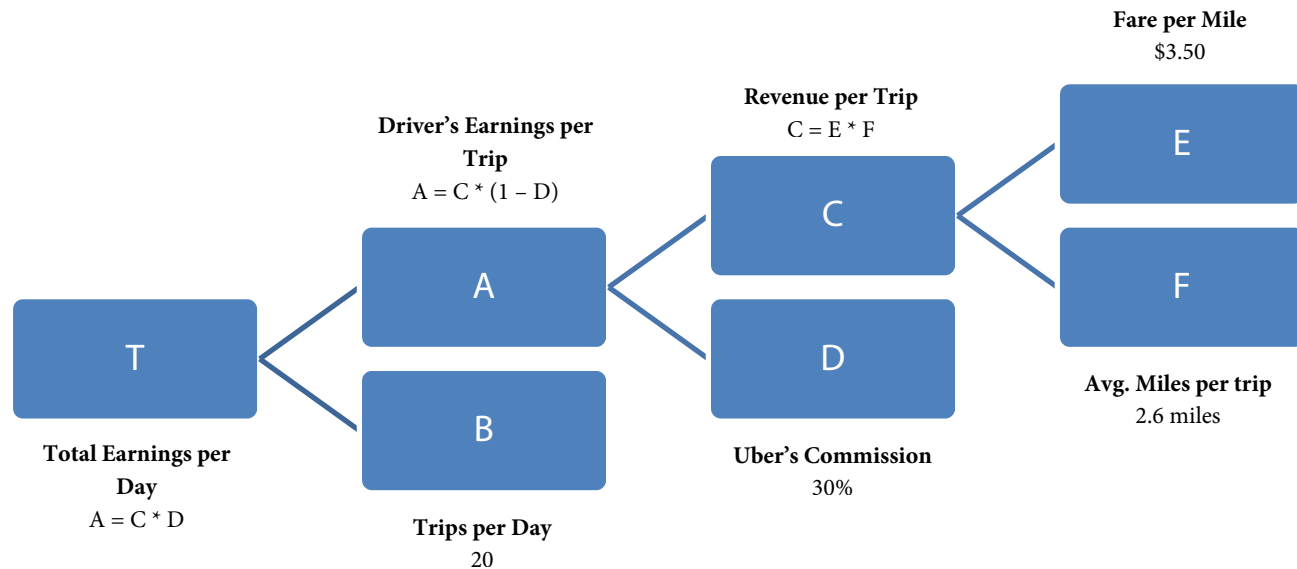 Fare per Mile
$3.50
E
Revenue per Trip
C = E * F
C
Driver’s Earnings per
Trip
A = C * (1 – D)
A
F
Avg. Miles per trip
2.6 miles
T
Total Earnings per
Day
A = C * D
D
Uber’s Commission
30%
B
Trips per Day
20